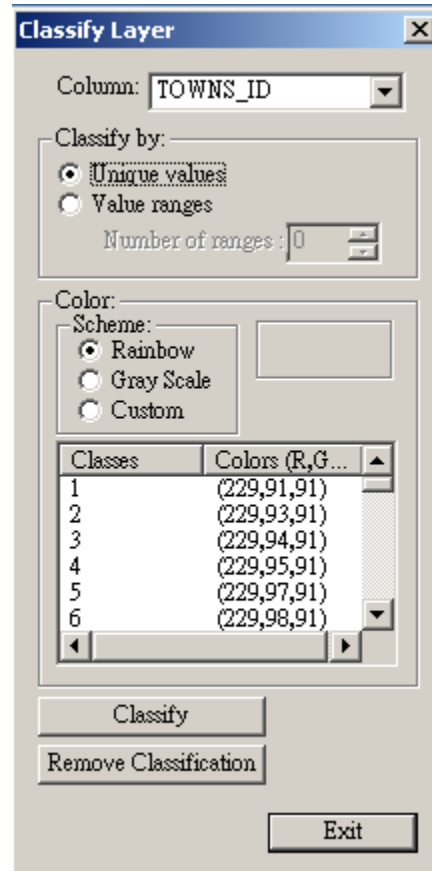 Classify Layer
Column: TOWNS_ID
Classify by:
Unique values
Value ranges
Number of ranges : 0
Color:
Scheme:
Rainbow
Gray Scale
Custom
Classes Colors (R,G...
1 (229,91,91)
2 (229,93,91)
3 (229,94,91)
4 (229,95,91)
5 (229,97,91)
6 (229,98,91)
Classify
Remove Classification
Exit